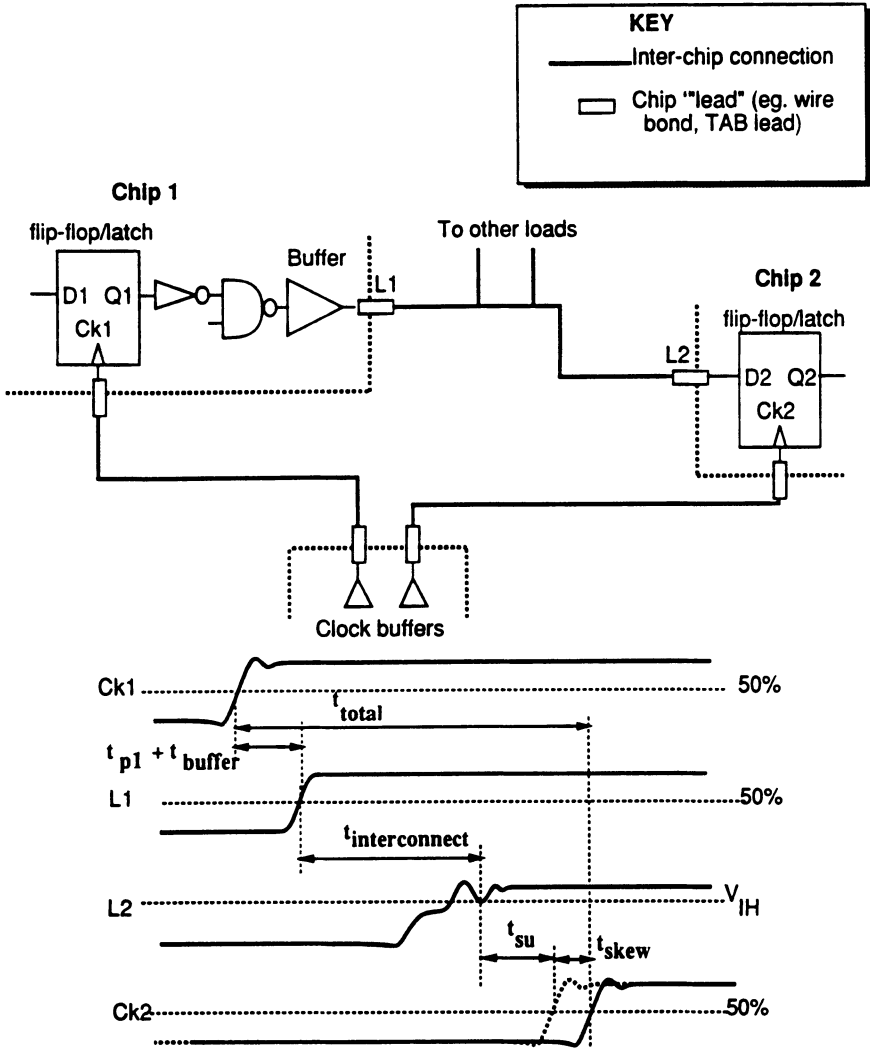 KEY
Inter-chip connection
Chip '"lead" (eg. wire
bond, TAB lead)
Chip 1
flip-flop/latch
D1 Q1
Ck1
Buffer
L1
To other loads
Chip 2
flip-flop/latch
L2
D2 Q2
Ck2
Clock buffers
Ck1 50%
t total
t p1 + t buffer
L1 50%
t interconnect
L2 V IH
t su t skew
Ck2 50%